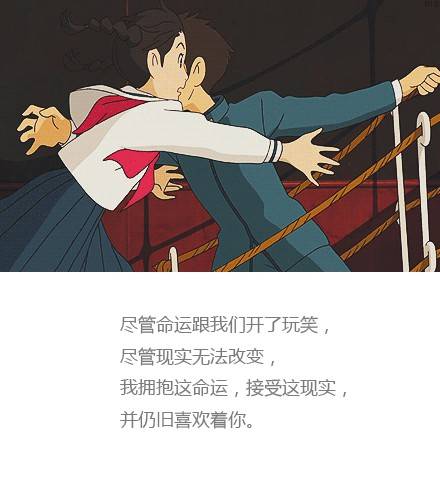 尽管命运跟我们开了玩笑，
尽管现实无法改变，
我拥抱这命运，接受这现实，
并仍旧喜欢着你。